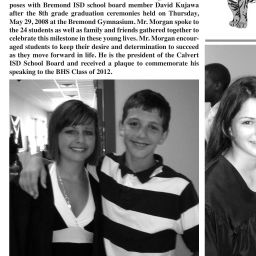 poses with Bremond ISD school board member David Kujawa
after the 8th grade graduation ceremonies held on Thursday,
May 29, 2008 at the Bremond Gymnasium. Mr. Morgan spoke to
the 24 students as well as family and friends gathered together to
celebrate this milestone in these young lives. Mr. Morgan encour-
aged students to keep their desire and determination to succeed
as they move forward in life. He is the president of the Calvert
ISD School Board and received a plaque to commemorate his
speaking to the BHS Class of 2012.